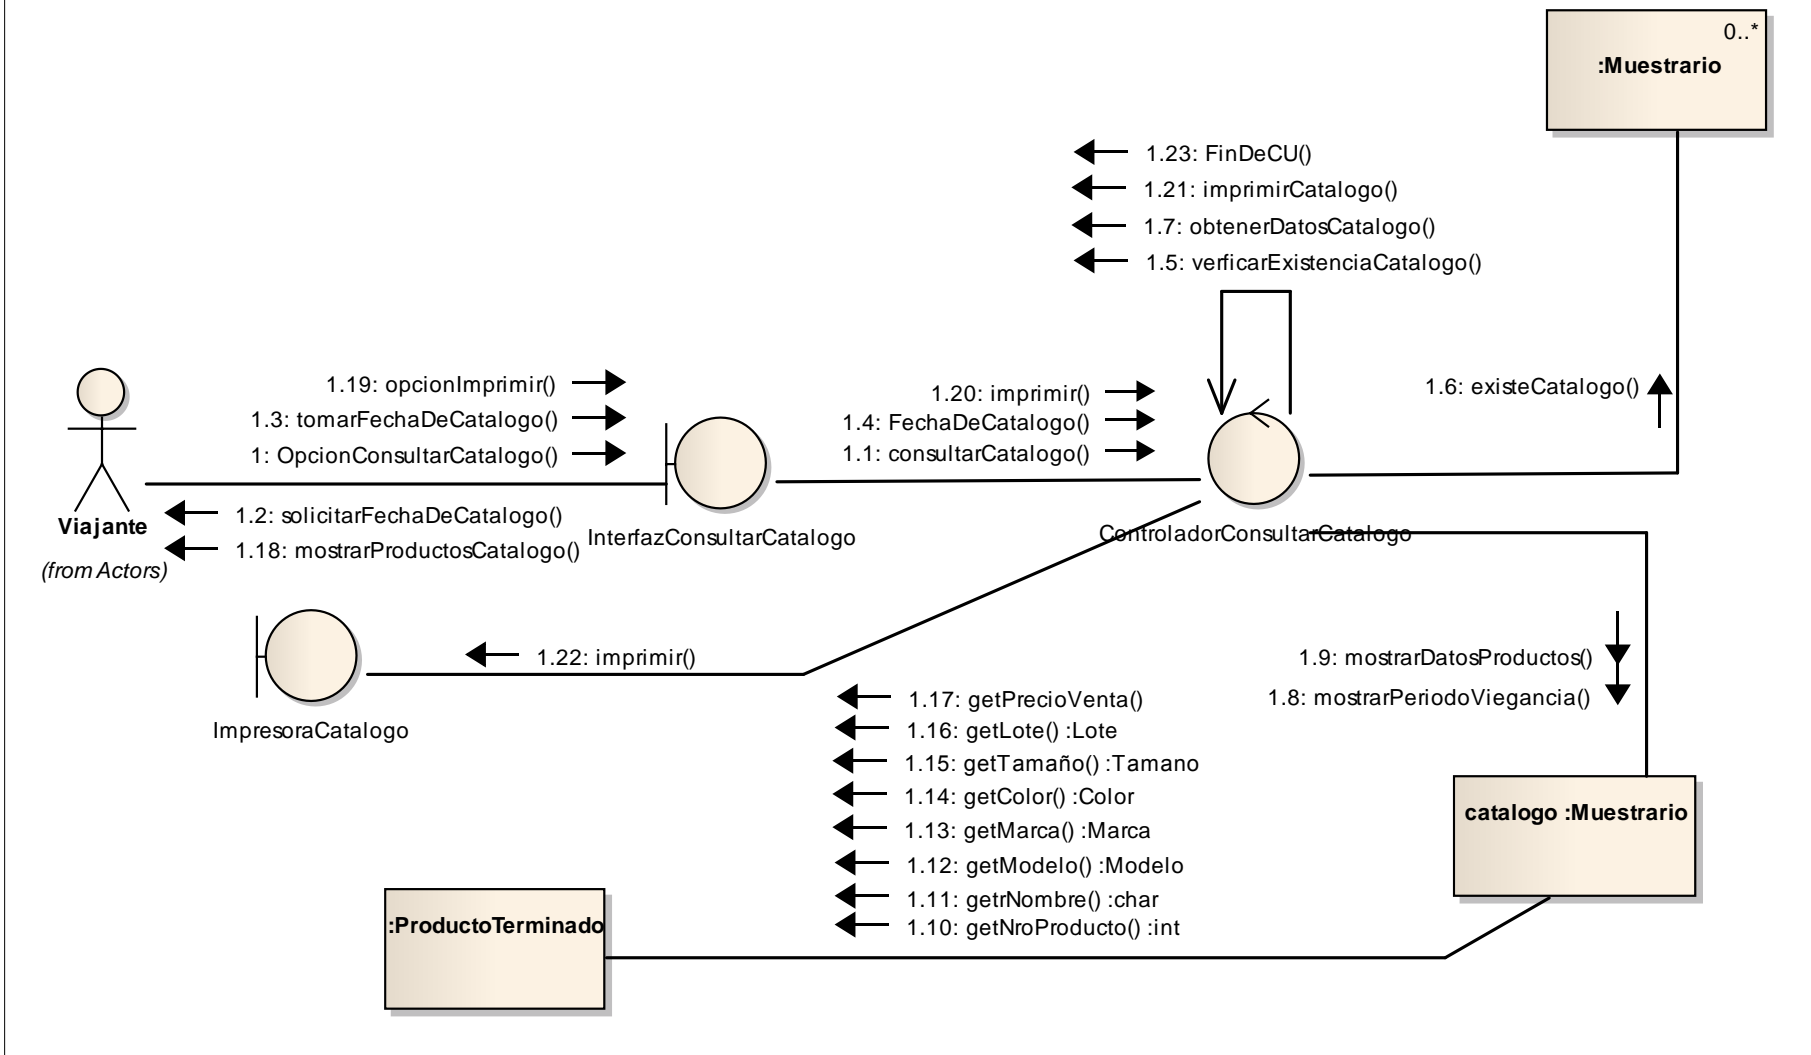 0..*
:Muestrario
1.23: FinDeCU()
1.21: imprimirCatalogo()
1.7: obtenerDatosCatalogo()
1.5: verficarExistenciaCatalogo()
1.19: opcionImprimir()
1.3: tomarFechaDeCatalogo()
1: OpcionConsultarCatalogo()
1.20: imprimir()
1.4: FechaDeCatalogo()
1.1: consultarCatalogo()
1.6: existeCatalogo()
Viajante
(from Actors)
1.2: solicitarFechaDeCatalogo()
1.18: mostrarProductosCatalogo()
InterfazConsultarCatalogo
ControladorConsultarCatalogo
1.22: imprimir()
ImpresoraCatalogo
1.9: mostrarDatosProductos()
1.8: mostrarPeriodoViegancia()
1.17: getPrecioVenta()
1.16: getLote() :Lote
1.15: getTamaño() :Tamano
1.14: getColor() :Color
1.13: getMarca() :Marca
1.12: getModelo() :Modelo
1.11: getrNombre() :char
1.10: getNroProducto() :int
catalogo :Muestrario
:ProductoTerminado